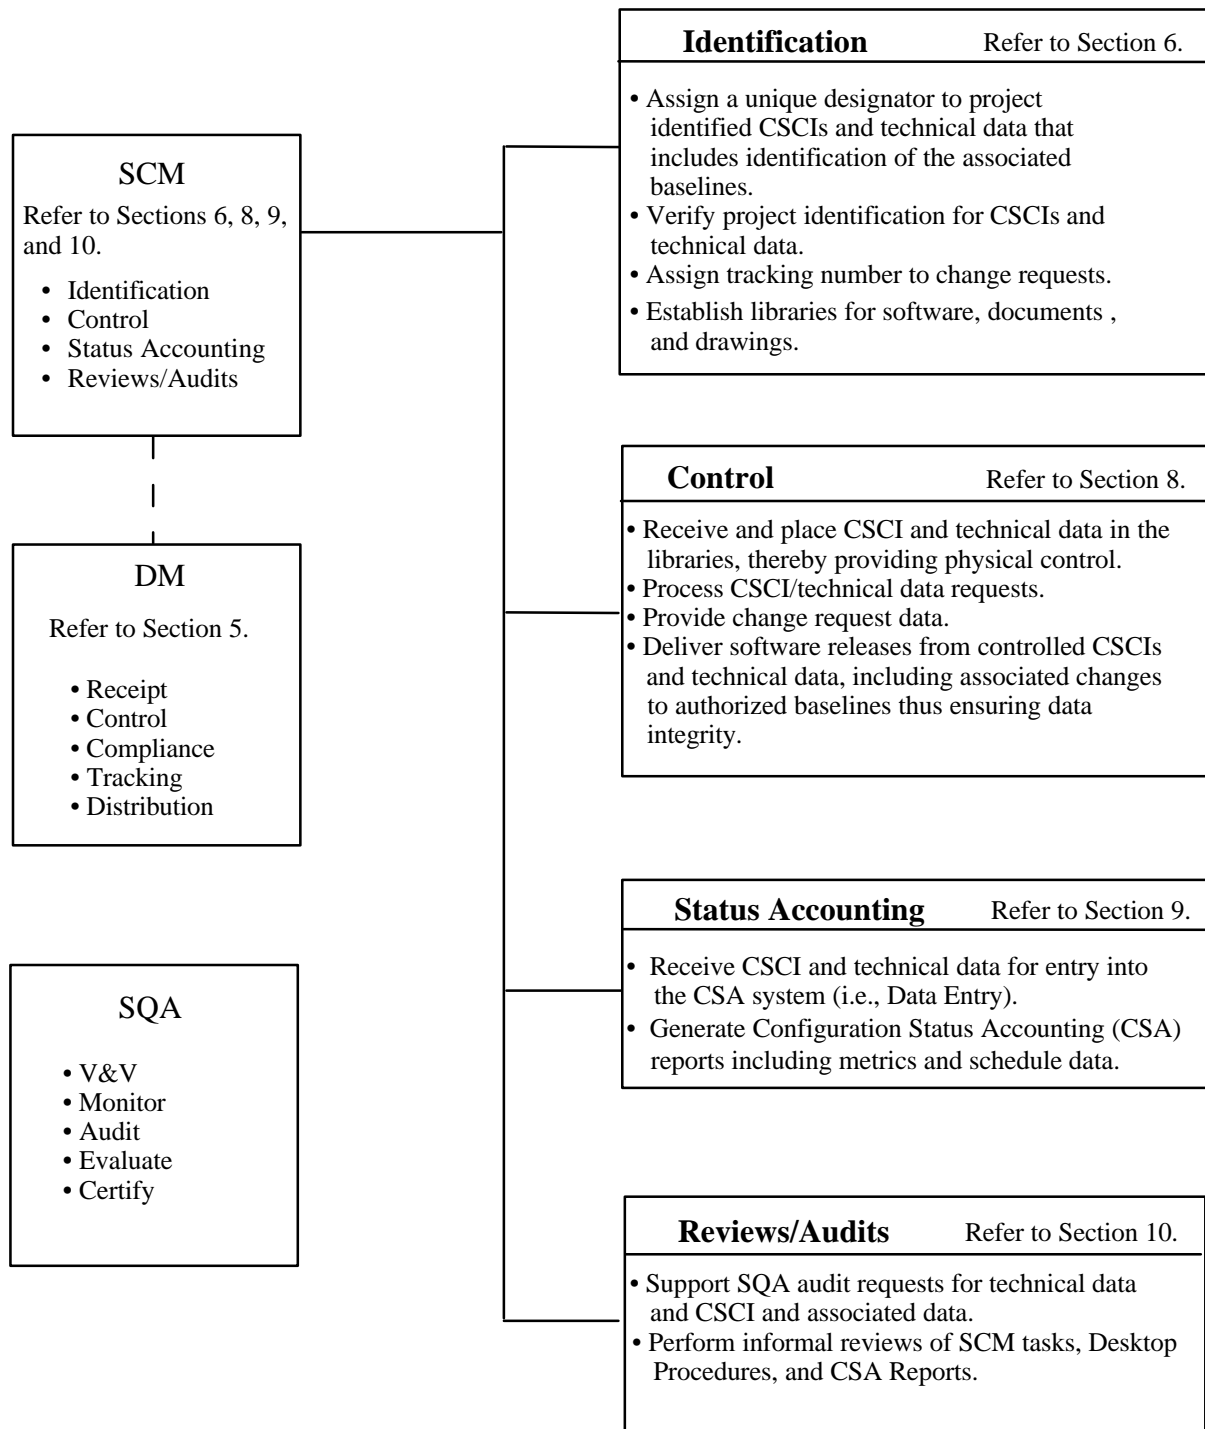 SCM
Refer to Sections 6, 8, 9,
and 10.
• Identification
• Control
• Status Accounting
• Reviews/Audits
DM
Refer to Section 5.
• Receipt
• Control
• Compliance
• Tracking
• Distribution
SQA
• V&V
• Monitor
• Audit
• Evaluate
• Certify
Identification Refer to Section 6.
• Assign a unique designator to project
identified CSCIs and technical data that
includes identification of the associated
baselines.
• Verify project identification for CSCIs and
technical data.
• Assign tracking number to change requests.
• Establish libraries for software, documents ,
and drawings.
Control Refer to Section 8.
• Receive and place CSCI and technical data in the
libraries, thereby providing physical control.
• Process CSCI/technical data requests.
• Provide change request data.
• Deliver software releases from controlled CSCIs
and technical data, including associated changes
to authorized baselines thus ensuring data
integrity.
Status Accounting Refer to Section 9.
• Receive CSCI and technical data for entry into
the CSA system (i.e., Data Entry).
• Generate Configuration Status Accounting (CSA)
reports including metrics and schedule data.
Reviews/Audits Refer to Section 10.
• Support SQA audit requests for technical data
and CSCI and associated data.
• Perform informal reviews of SCM tasks, Desktop
Procedures, and CSA Reports.